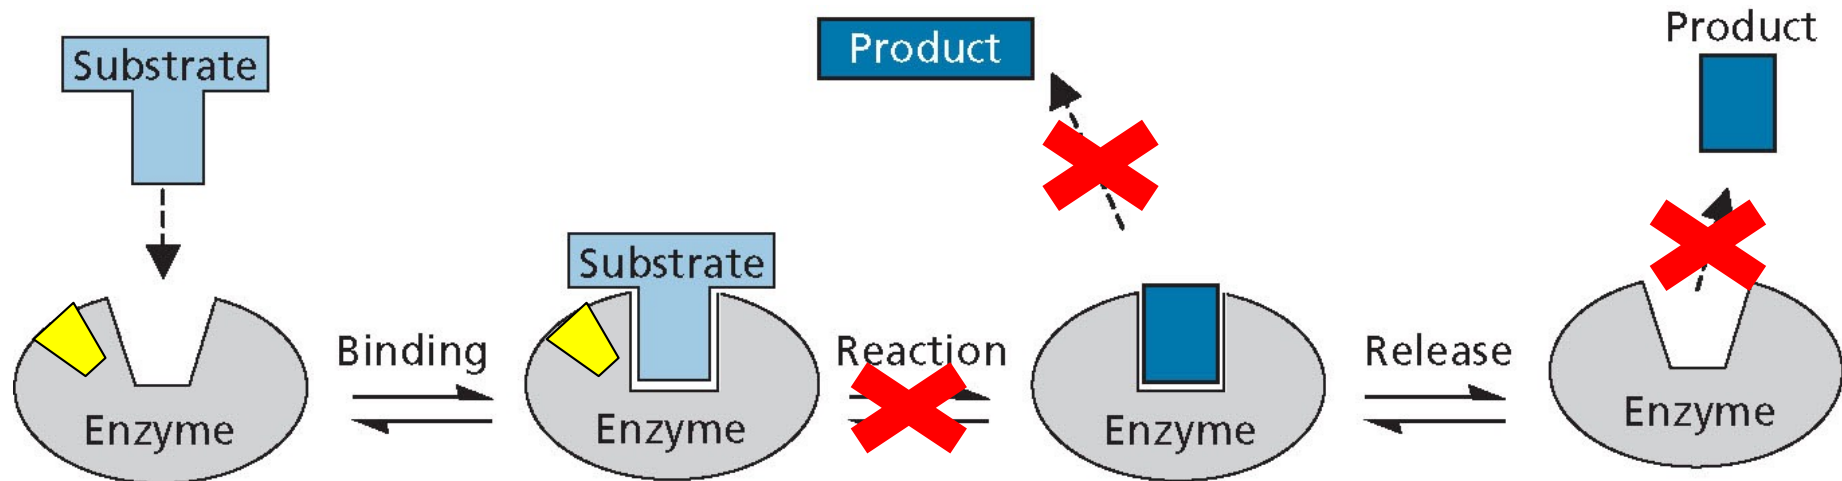 Substrate
Product
Product
Substrate
Binding
Reaction
Release
Enzyme
Enzyme
Enzyme
Enzyme